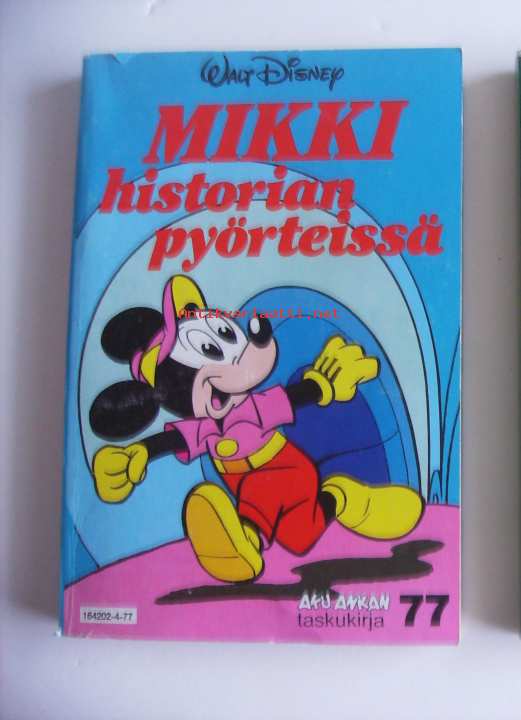 WALT DISNEY
MIKKI
historian
pyörteissä
Antikvariaatti.net
AKU ANKAN
taskukirja 77
164202-4-77